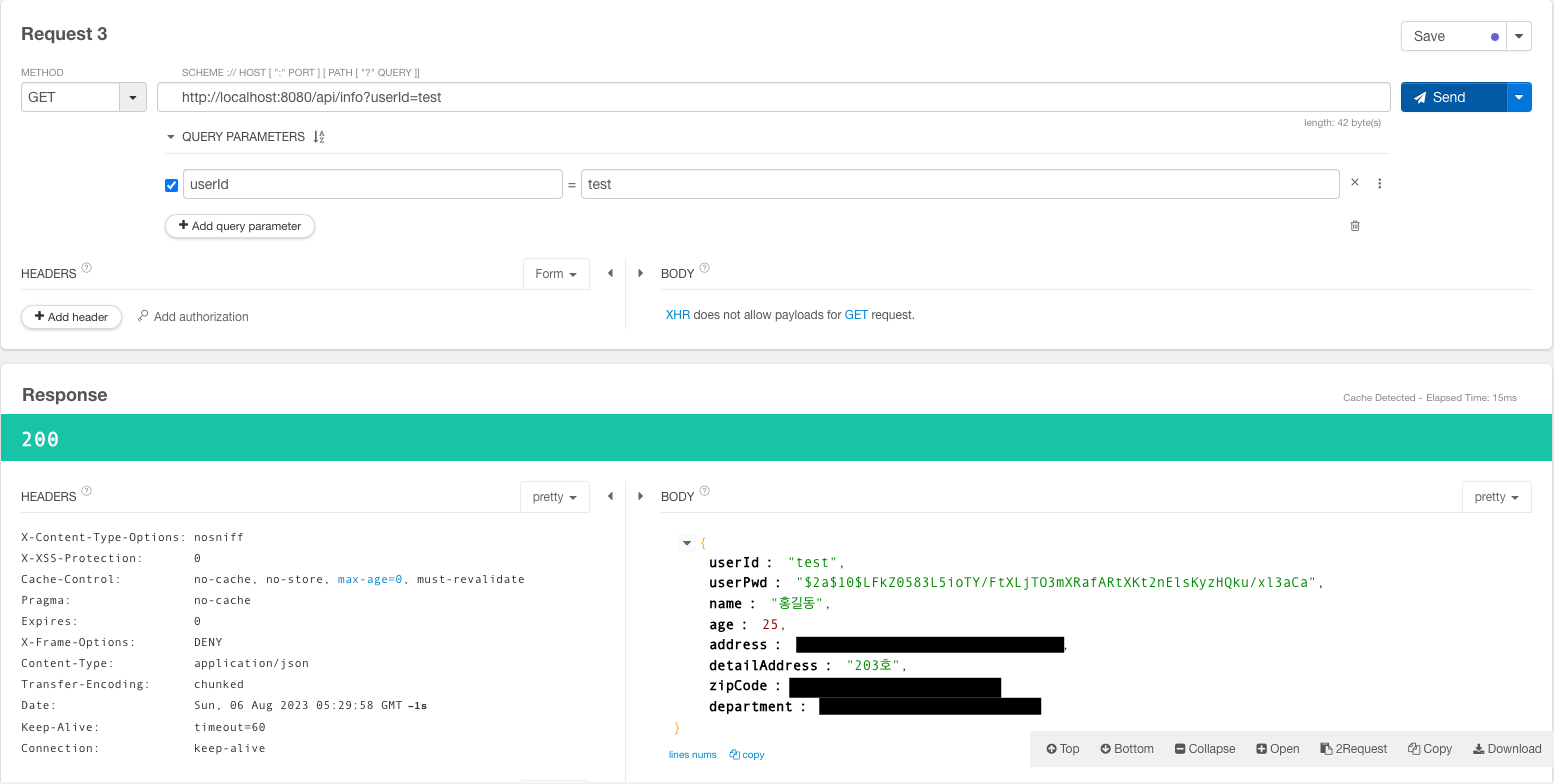 Request 3
Save
METHOD
SCHEME :// HOST [ ":" PORT ] [ PATH [ "?" QUERY ]]
GET
http://localhost:8080/api/info?userId=test
Send
length: 42 byte(s)
QUERY PARAMETERS
userId = test
Add query parameter
HEADERS ?
Form
BODY ?
Add header
Add authorization
XHR does not allow payloads for GET request.
Response
Cache Detected - Elapsed Time: 15ms
200
HEADERS ?
pretty
BODY ?
pretty
X-Content-Type-Options: nosniff
X-XSS-Protection: 0
Cache-Control: no-cache, no-store, max-age=0, must-revalidate
Pragma: no-cache
Expires: 0
X-Frame-Options: DENY
Content-Type: application/json
Transfer-Encoding: chunked
Date: Sun, 06 Aug 2023 05:29:58 GMT -1s
Keep-Alive: timeout=60
Connection: keep-alive
{
userId : "test",
userPwd : "$2a$10$LFkZ0583L5ioTY/FtXLjTO3mXRafARtXKt2nElsKyzHQku/xl3aCa",
name : "홍길동",
age : 25,
address : ,
detailAddress : "203호",
zipCode :
department :
}
lines nums copy
Top Bottom Collapse Open 2Request Copy Download